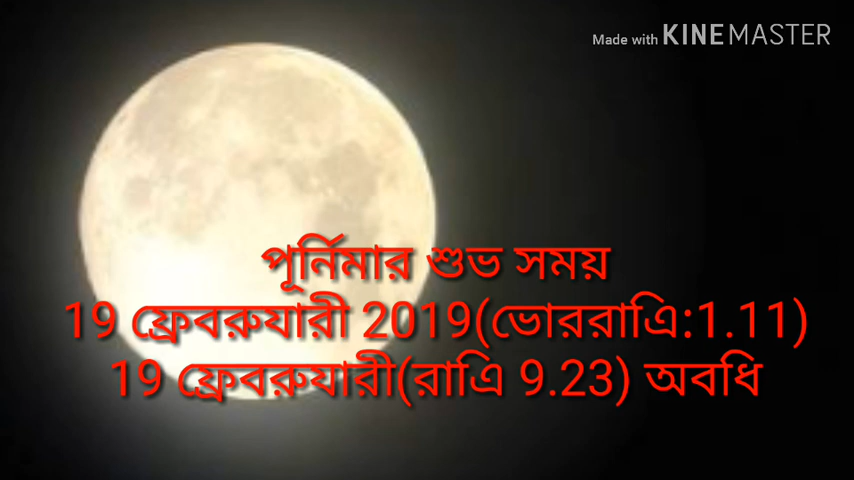 Made with KINEMASTER
পূর্নিমার শুভ সময়
19 ফ্রেবরুযারী 2019(ভোররাএি:1.11)
19 ফ্রেবরুযারী(রাএি 9.23) অবধি